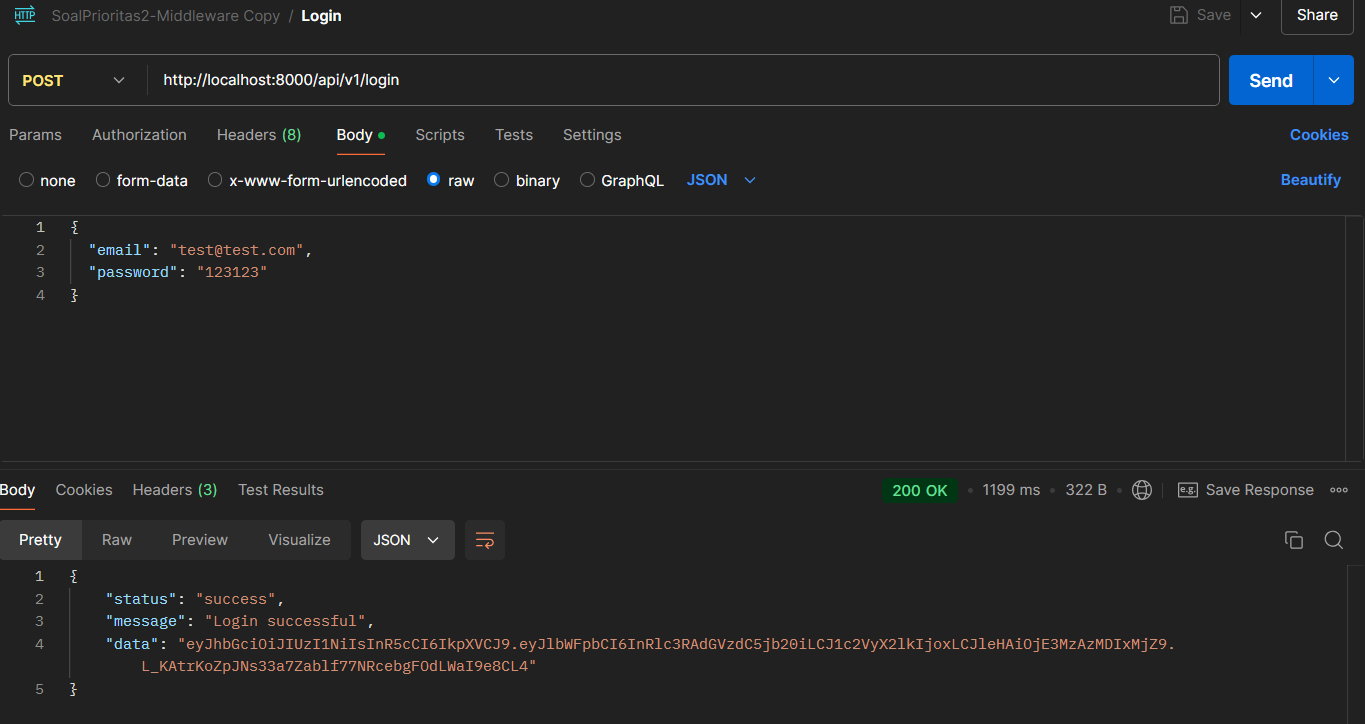 HTTP SoalPrioritas2-Middleware Copy / Login Save Share
POST http://localhost:8000/api/v1/login Send
Params Authorization Headers (8) Body Scripts Tests Settings Cookies
none form-data x-www-form-urlencoded raw binary GraphQL JSON Beautify
1 {
2 "email": "test@test.com",
3 "password": "123123"
4 }
Body Cookies Headers (3) Test Results 200 OK 1199 ms 322 B e.g. Save Response
Pretty Raw Preview Visualize JSON
1 {
2 "status": "success",
3 "message": "Login successful",
4 "data": "eyJhbGciOiJIUzI1NiIsInR5cCI6IkpXVCJ9.eyJlbWFpbCI6InRlc3RAdGVzdC5jb20iLCJ1c2VyX2lkIjoxLCJleHAiOjE3MzAzMDIxMjZ9.
L_KAtrKoZpJNs33a7Zablf77NRcebgFOdLWaI9e8CL4"
5 }